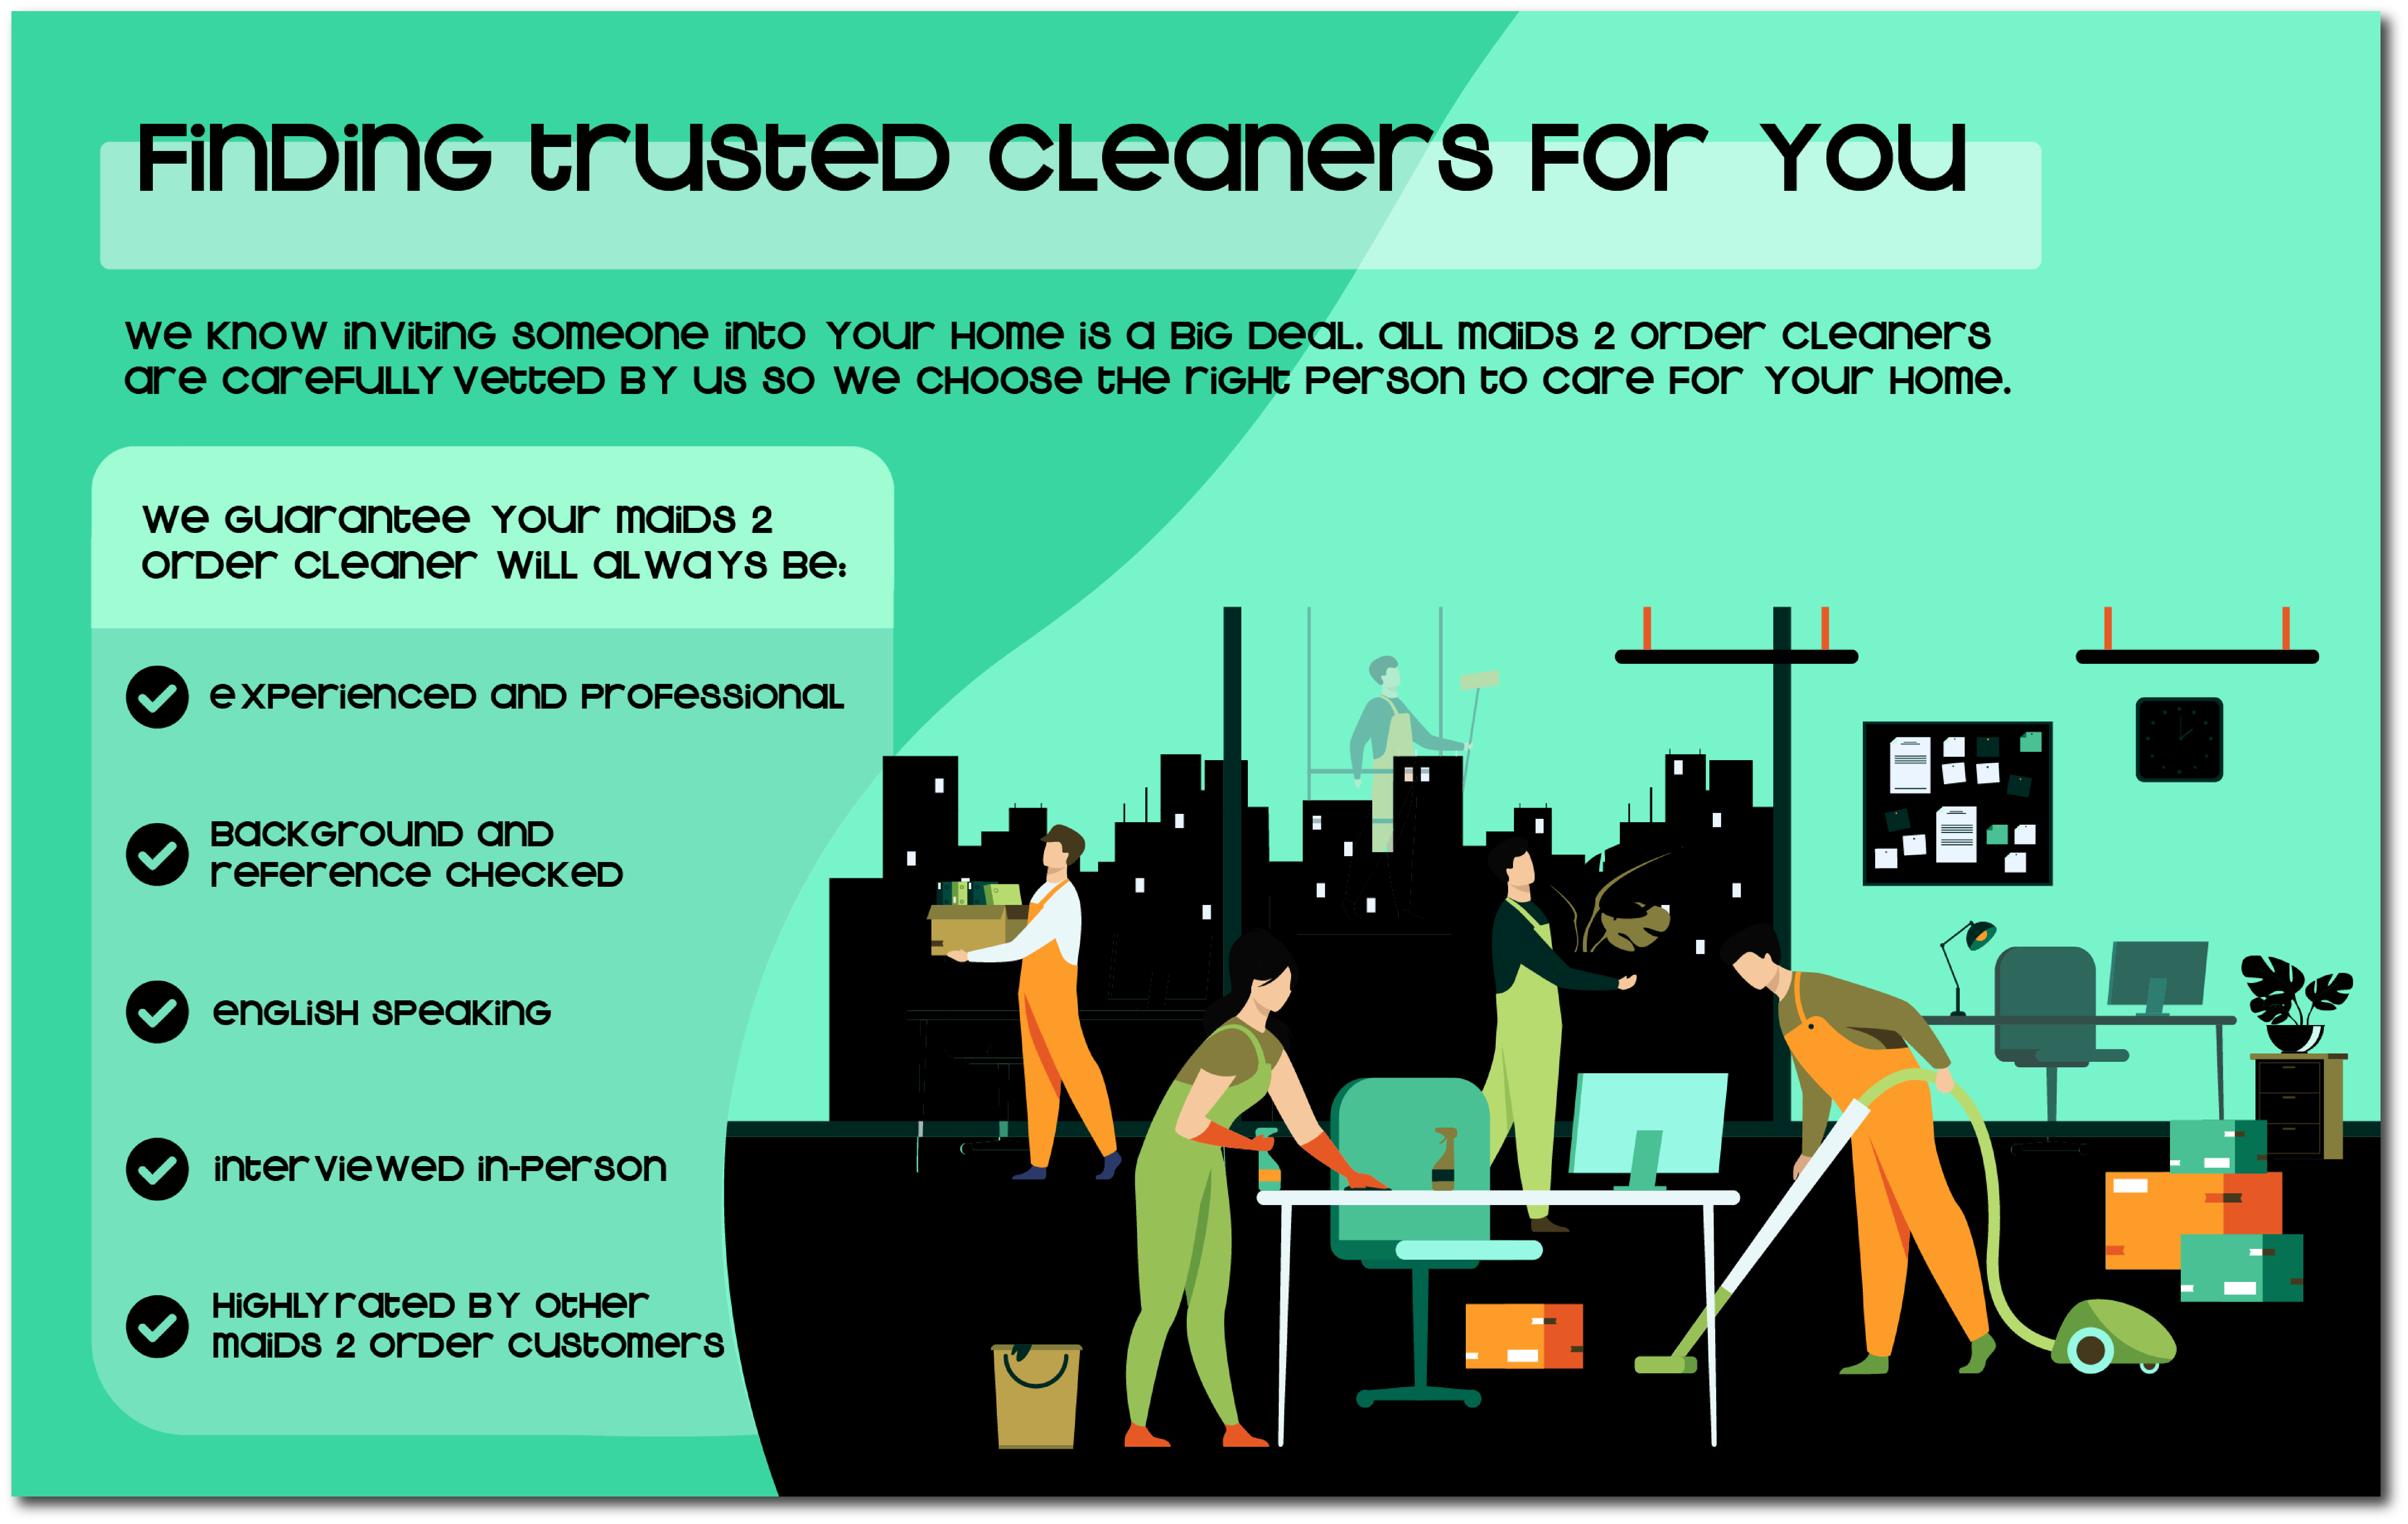 Finding trusted cleaners for you
We know inviting someone into your home is a big deal. All Maids 2 Order cleaners
are carefully vetted by us so we choose the right person to care for your home.
We guarantee your Maids 2
Order cleaner will always be:
Experienced and professional
Background and
reference checked
English speaking
Interviewed in-person
Highly rated by other
Maids 2 Order customers